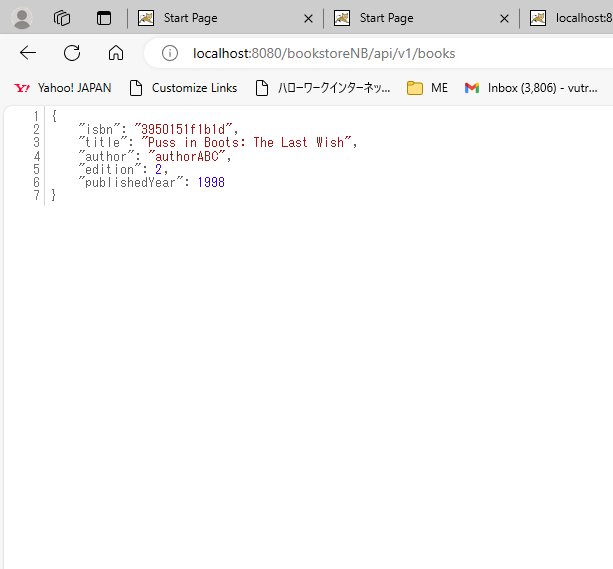 Start Page
Start Page
localhost:8
localhost:8080/bookstoreNB/api/v1/books
Yahoo! JAPAN
Customize Links
ハローワークインターネッ...
ME
Inbox (3,806) - vutr...
1 {
2 "isbn": "3950151f1b1d",
3 "title": "Puss in Boots: The Last Wish",
4 "author": "authorABC",
5 "edition": 2,
6 "publishedYear": 1998
7 }